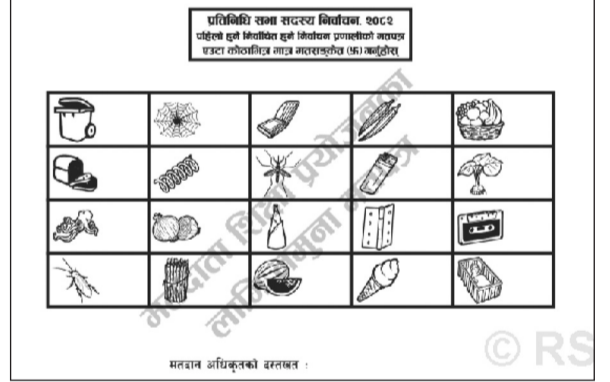 प्रतिनिधि सभा सदस्य निर्वाचन, २०८२
पहिलो हुने निर्वाचित हुने निर्वाचन प्रणालीको मतपत्र
एउटा कोठाभित्र मात्र मतसङ्केत (卐) गर्नुहोस्
मतदाता शिक्षा प्रयोजनका
लागि नमुना मतपत्र
© RS
मतदान अधिकृतको दस्तखत :